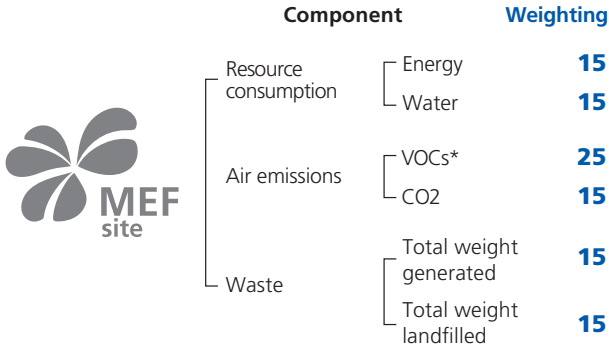 Component Weighting
Resource
consumption
Energy 15
Water 15
Air emissions
VOCs* 25
CO2 15
Waste
Total weight
generated
15
Total weight
landfilled
15
MEF
site